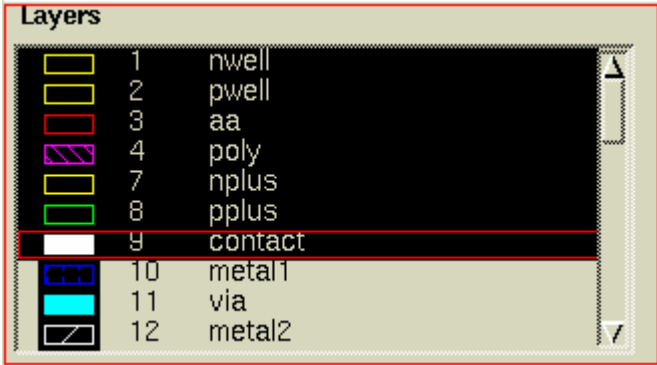 Layers
1 nwell
2 pwell
3 aa
4 poly
7 nplus
8 pplus
9 contact
10 metal1
11 via
12 metal2